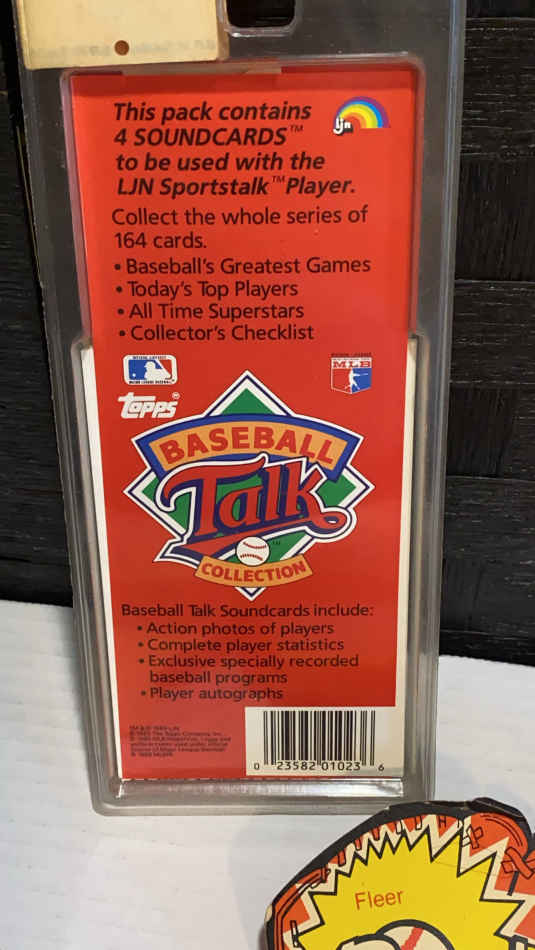 This pack contains
4 SOUNDCARDS™
to be used with the
LJN Sportstalk™ Player.
ljn
Collect the whole series of
164 cards.
• Baseball's Greatest Games
• Today's Top Players
• All Time Superstars
• Collector's Checklist
MLB
Topps®
BASEBALL
Talk™
COLLECTION
Baseball Talk Soundcards include:
• Action photos of players
• Complete player statistics
• Exclusive specially recorded
baseball programs
• Player autographs
0 23582 01023 6
Fleer